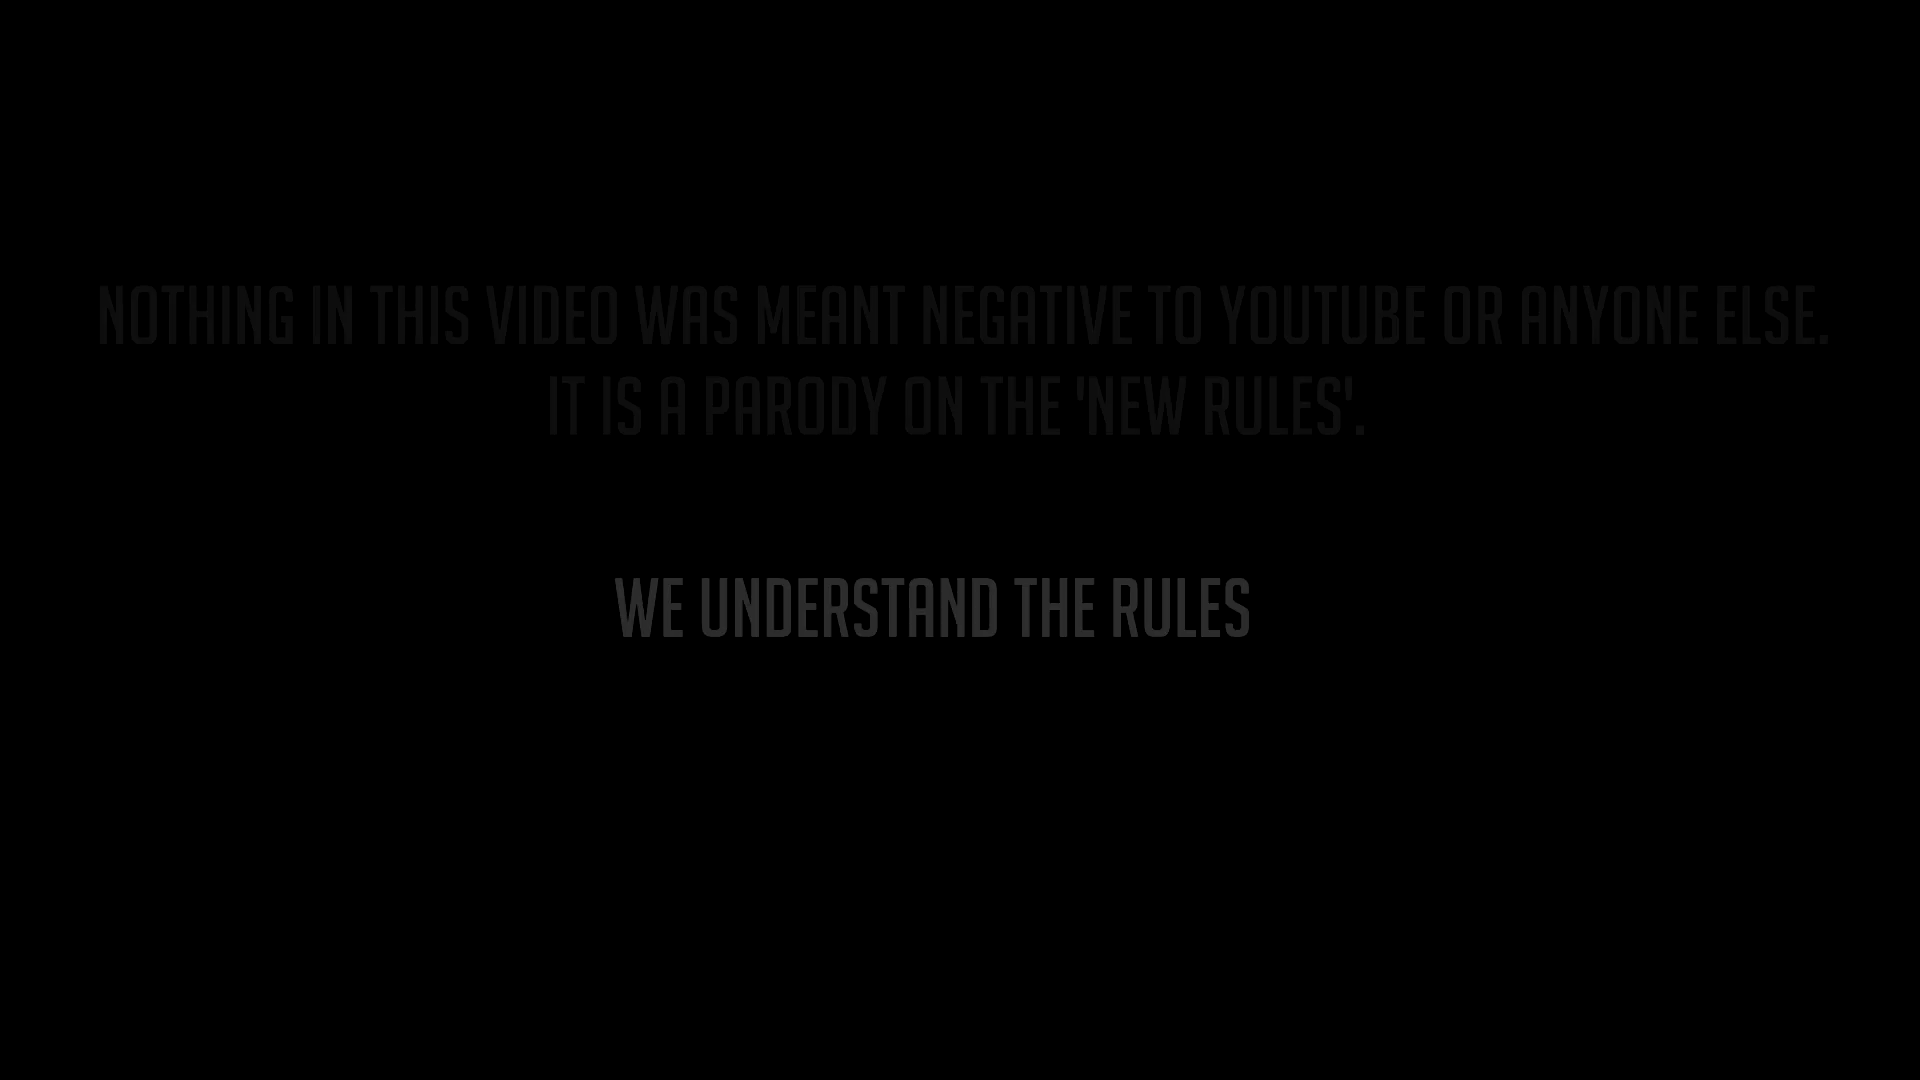 NOTHING IN THIS VIDEO WAS MEANT NEGATIVE TO YOUTUBE OR ANYONE ELSE.
IT IS A PARODY ON THE 'NEW RULES'.
WE UNDERSTAND THE RULES